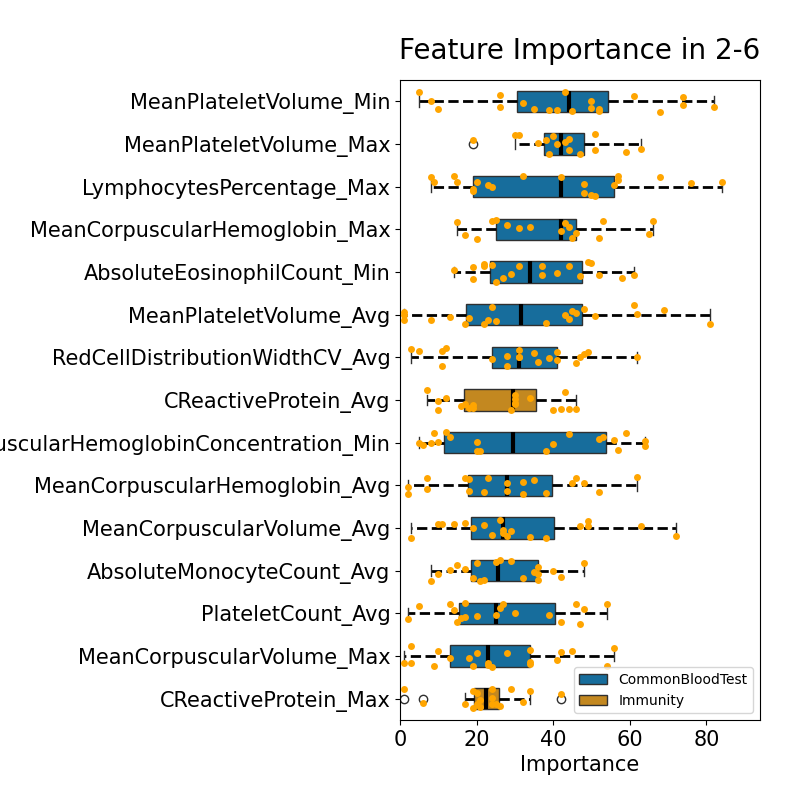 Feature Importance in 2-6
MeanPlateletVolume_Min
MeanPlateletVolume_Max
LymphocytesPercentage_Max
MeanCorpuscularHemoglobin_Max
AbsoluteEosinophilCount_Min
MeanPlateletVolume_Avg
RedCellDistributionWidthCV_Avg
CReactiveProtein_Avg
uscularHemoglobinConcentration_Min
MeanCorpuscularHemoglobin_Avg
MeanCorpuscularVolume_Avg
AbsoluteMonocyteCount_Avg
PlateletCount_Avg
MeanCorpuscularVolume_Max
CReactiveProtein_Max
CommonBloodTest
Immunity
0 20 40 60 80
Importance